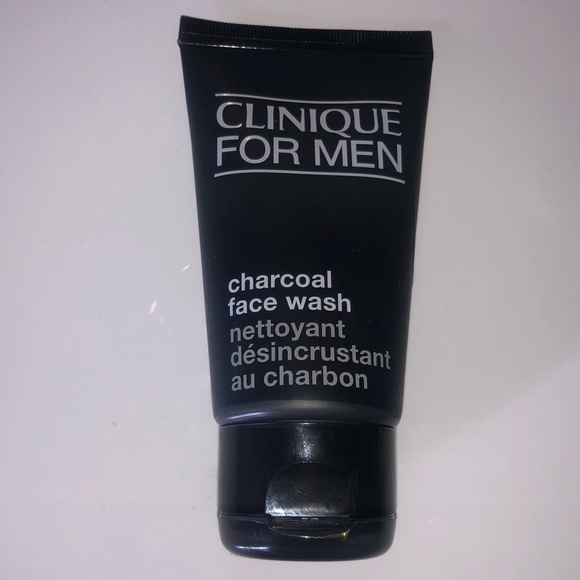 CLINIQUE
FOR MEN
charcoal
face wash
nettoyant
désincrustant
au charbon